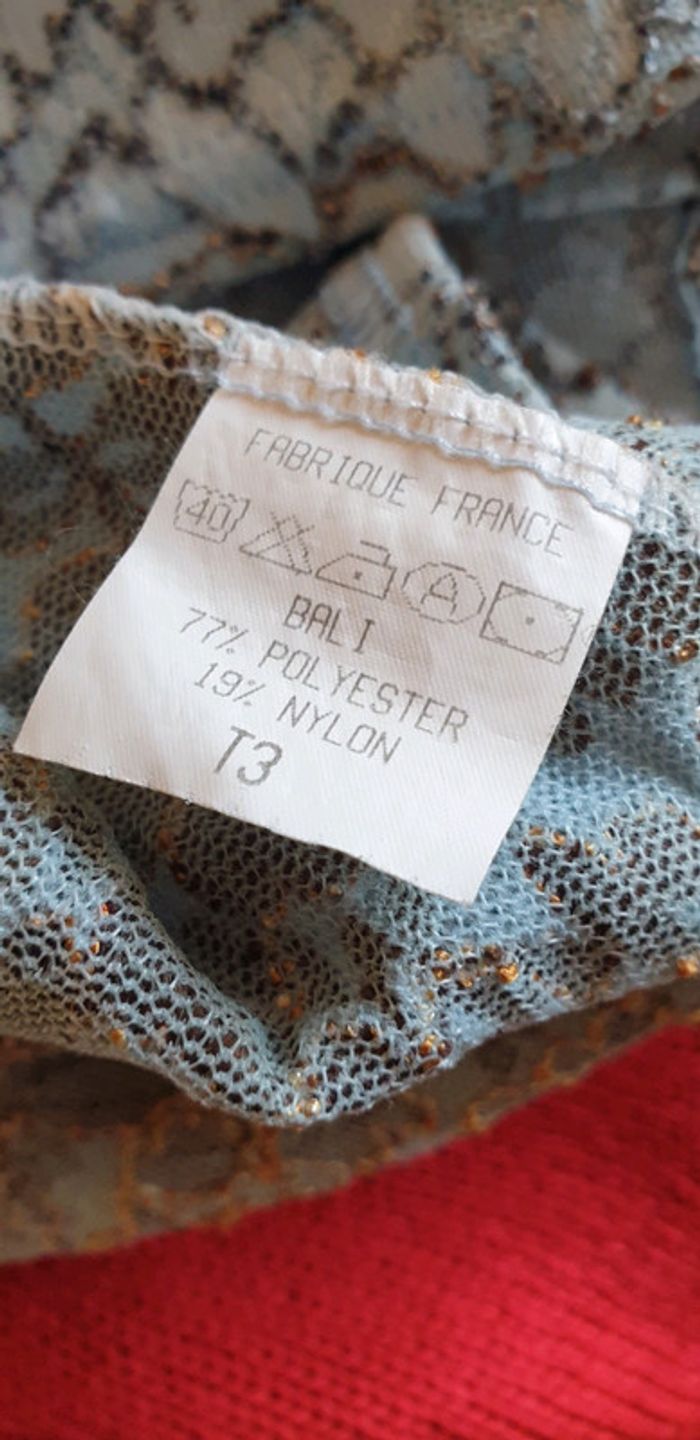 FABRIQUE FRANCE
40 A
BALI
77% POLYESTER
19% NYLON
T3